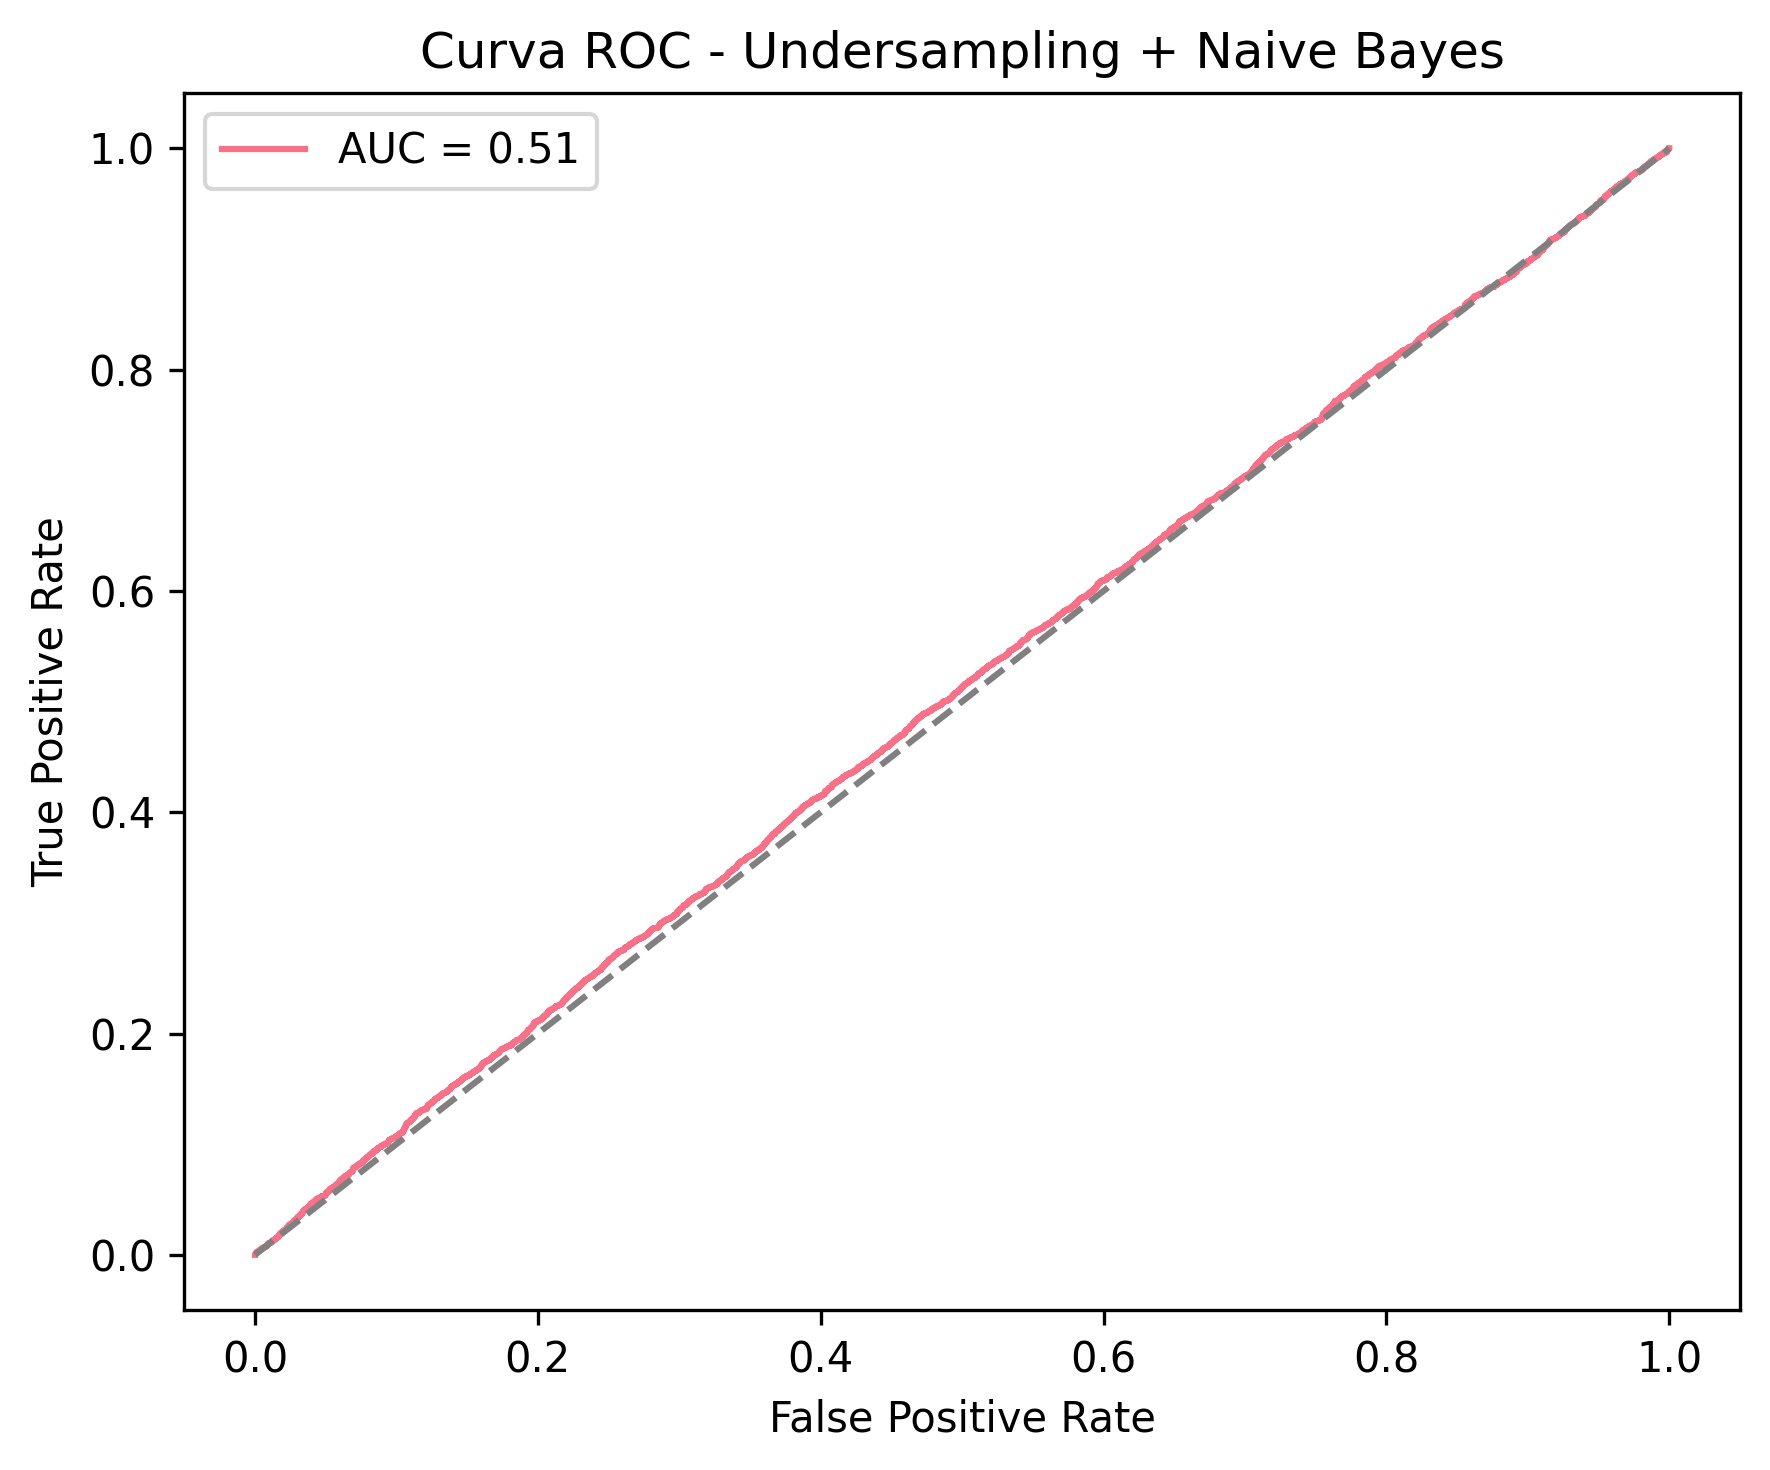 Curva ROC - Undersampling + Naive Bayes
AUC = 0.51
True Positive Rate
1.0
0.8
0.6
0.4
0.2
0.0
0.0 0.2 0.4 0.6 0.8 1.0
False Positive Rate